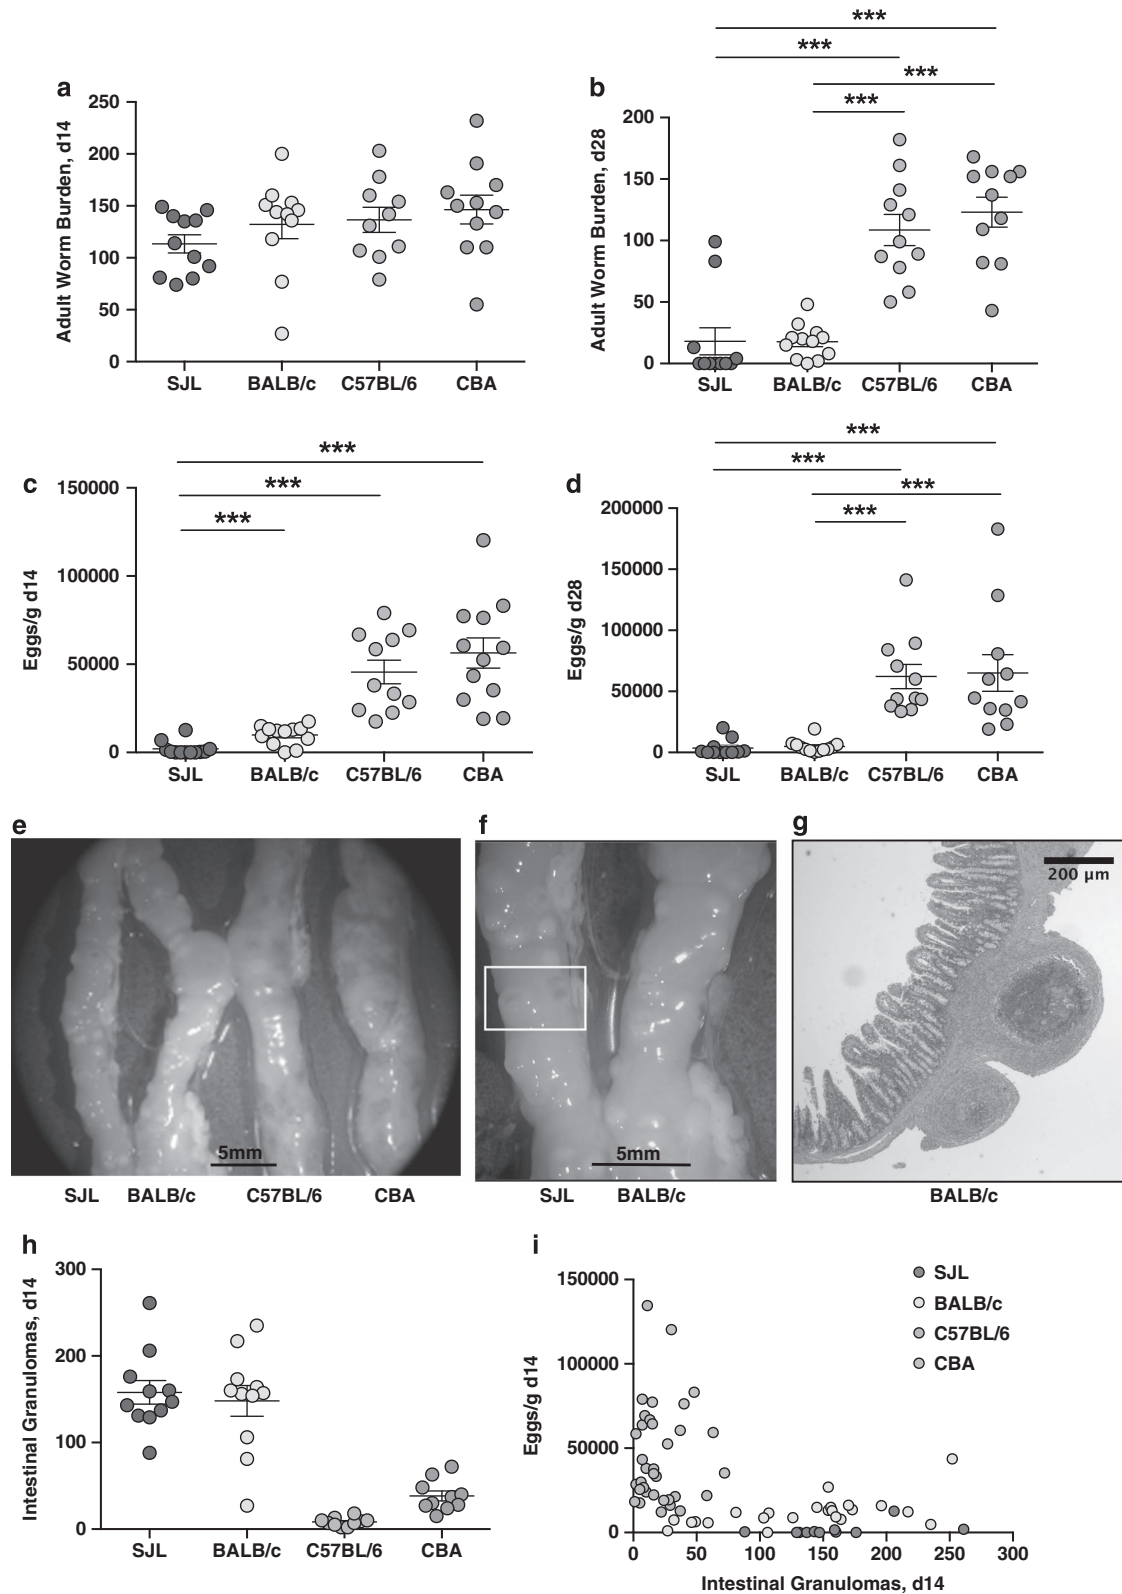 a
Adult Worm Burden, d14
250
200
150
100
50
0
SJL BALB/c C57BL/6 CBA
b
***
***
***
***
Adult Worm Burden, d28
200
150
100
50
0
SJL BALB/c C57BL/6 CBA
c
***
***
***
Eggs/g d14
150000
100000
50000
0
SJL BALB/c C57BL/6 CBA
d
***
***
***
***
Eggs/g d28
200000
150000
100000
50000
0
SJL BALB/c C57BL/6 CBA
e
5mm
SJL BALB/c C57BL/6 CBA
f
5mm
SJL BALB/c
g
200 µm
BALB/c
h
Intestinal Granulomas, d14
300
200
100
0
SJL BALB/c C57BL/6 CBA
i
Eggs/g d14
150000
100000
50000
0
SJL
BALB/c
C57BL/6
CBA
0 50 100 150 200 250 300
Intestinal Granulomas, d14